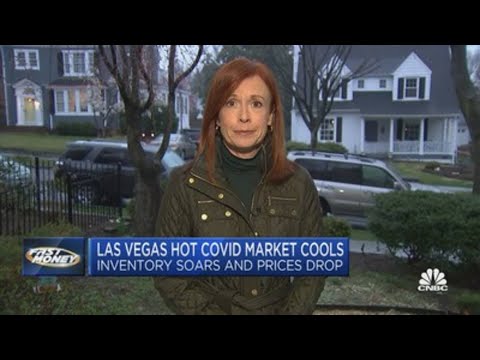 FAST
MONEY
LAS VEGAS HOT COVID MARKET COOLS
INVENTORY SOARS AND PRICES DROP
CNBC